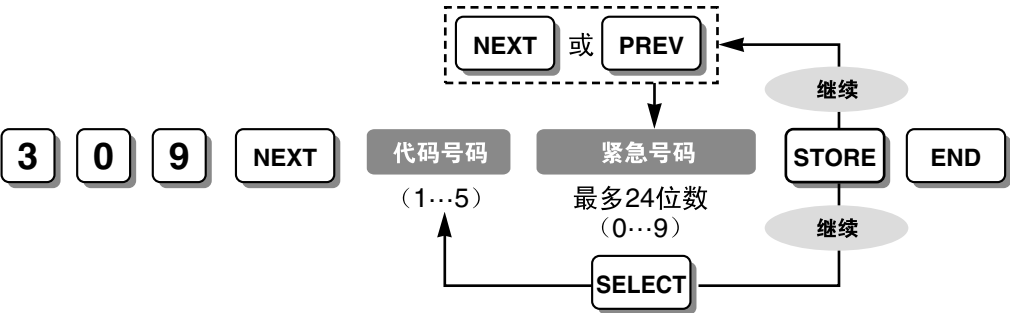 NEXT 或 PREV
继续
3 0 9 NEXT 代码号码 紧急号码 STORE END
（1…5） 最多24位数
（0…9）
继续
SELECT